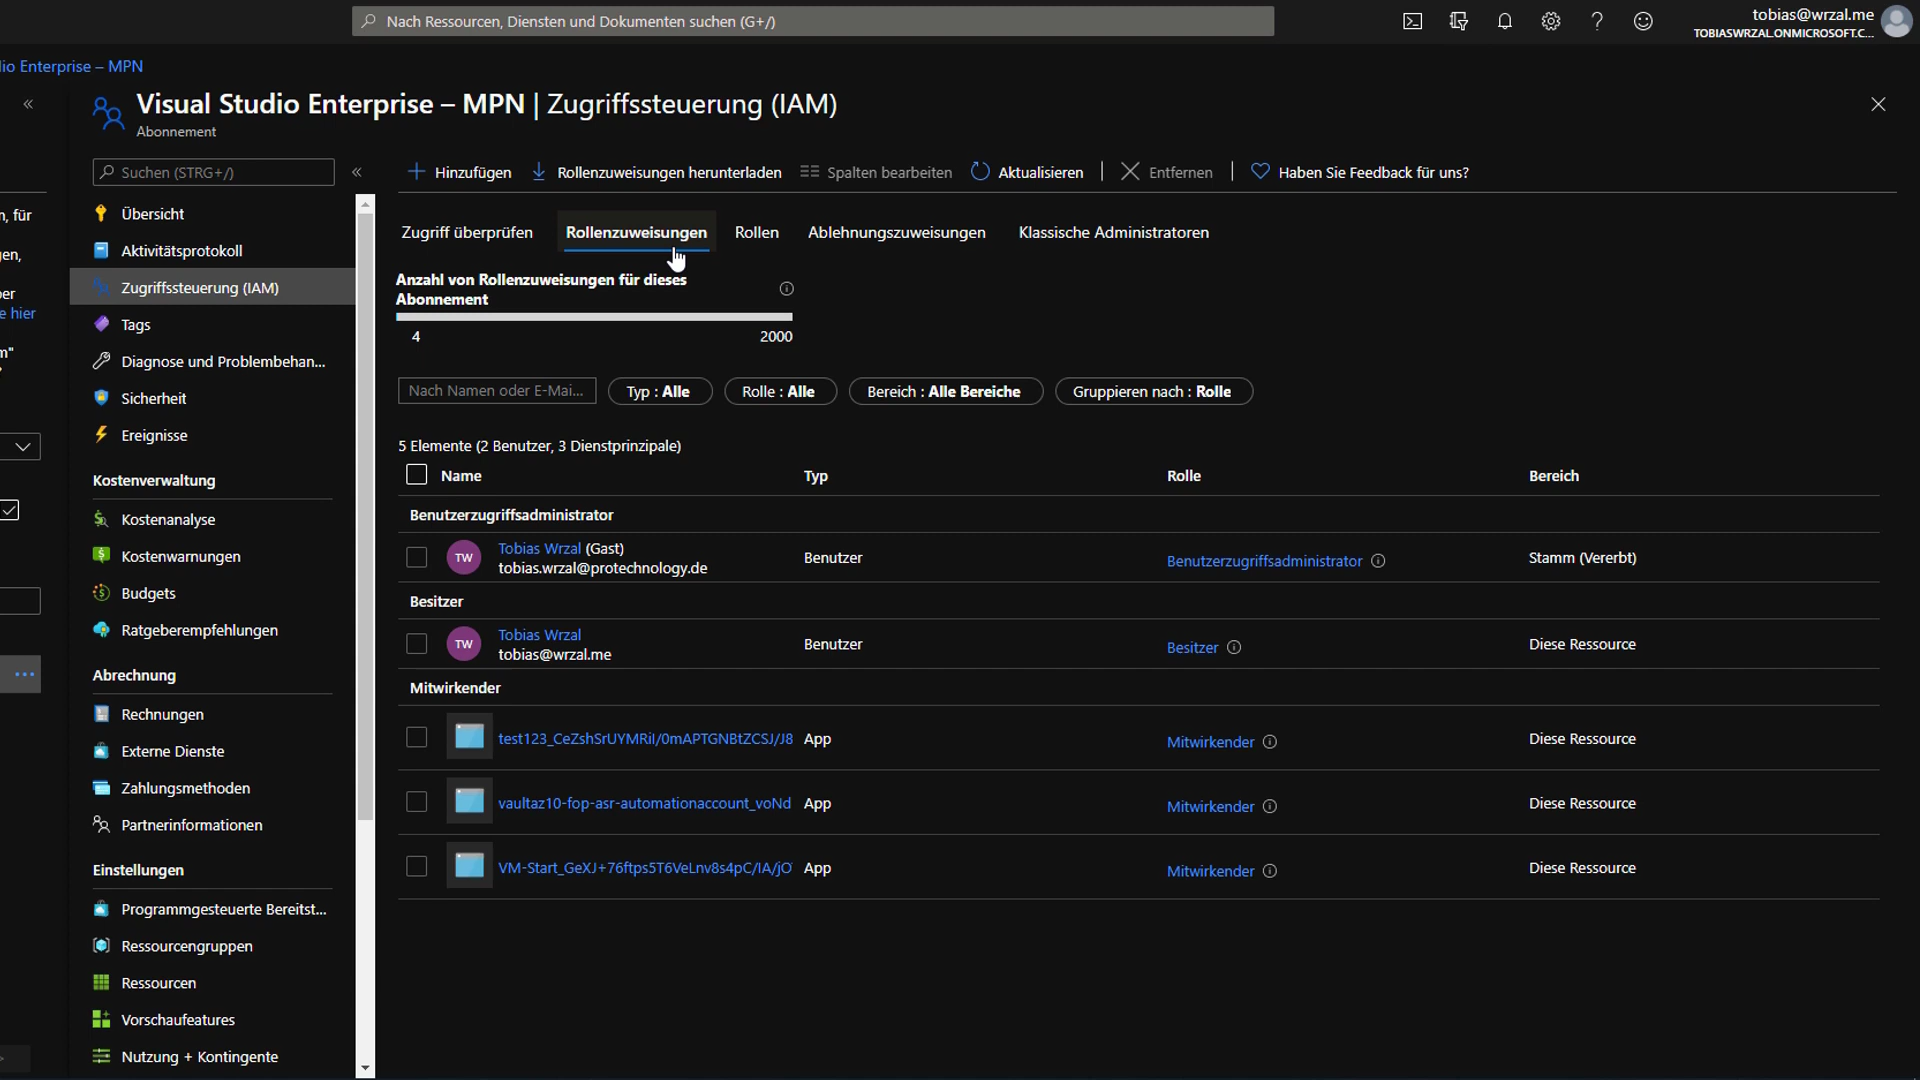 Nach Ressourcen, Diensten und Dokumenten suchen (G+/)
tobias@wrzal.me
TOBIASWRZAL.ONMICROSOFT.C...
io Enterprise – MPN
Visual Studio Enterprise – MPN | Zugriffssteuerung (IAM)
Abonnement
Suchen (STRG+/)
Hinzufügen
Rollenzuweisungen herunterladen
Spalten bearbeiten
Aktualisieren
Entfernen
Haben Sie Feedback für uns?
n, für
en,
er
e hier
m"
Übersicht
Aktivitätsprotokoll
Zugriffssteuerung (IAM)
Tags
Diagnose und Problembehan...
Sicherheit
Ereignisse
Kostenverwaltung
Kostenanalyse
Kostenwarnungen
Budgets
Ratgeberempfehlungen
Abrechnung
Rechnungen
Externe Dienste
Zahlungsmethoden
Partnerinformationen
Einstellungen
Programmgesteuerte Bereitst...
Ressourcengruppen
Ressourcen
Vorschaufeatures
Nutzung + Kontingente
Zugriff überprüfen
Rollenzuweisungen
Rollen
Ablehnungszuweisungen
Klassische Administratoren
Anzahl von Rollenzuweisungen für dieses
Abonnement
4 2000
Nach Namen oder E-Mai...
Typ : Alle
Rolle : Alle
Bereich : Alle Bereiche
Gruppieren nach : Rolle
5 Elemente (2 Benutzer, 3 Dienstprinzipale)
Name Typ Rolle Bereich
Benutzerzugriffsadministrator
TW Tobias Wrzal (Gast)
tobias.wrzal@protechnology.de
Benutzer Benutzerzugriffsadministrator Stamm (Vererbt)
Besitzer
TW Tobias Wrzal
tobias@wrzal.me
Benutzer Besitzer Diese Ressource
Mitwirkender
test123_CeZshSrUYMRiI/0mAPTGNBtZCSJ/J8 App Mitwirkender Diese Ressource
vaultaz10-fop-asr-automationaccount_voNd App Mitwirkender Diese Ressource
VM-Start_GeXJ+76ftps5T6VeLnv8s4pC/IA/jO App Mitwirkender Diese Ressource